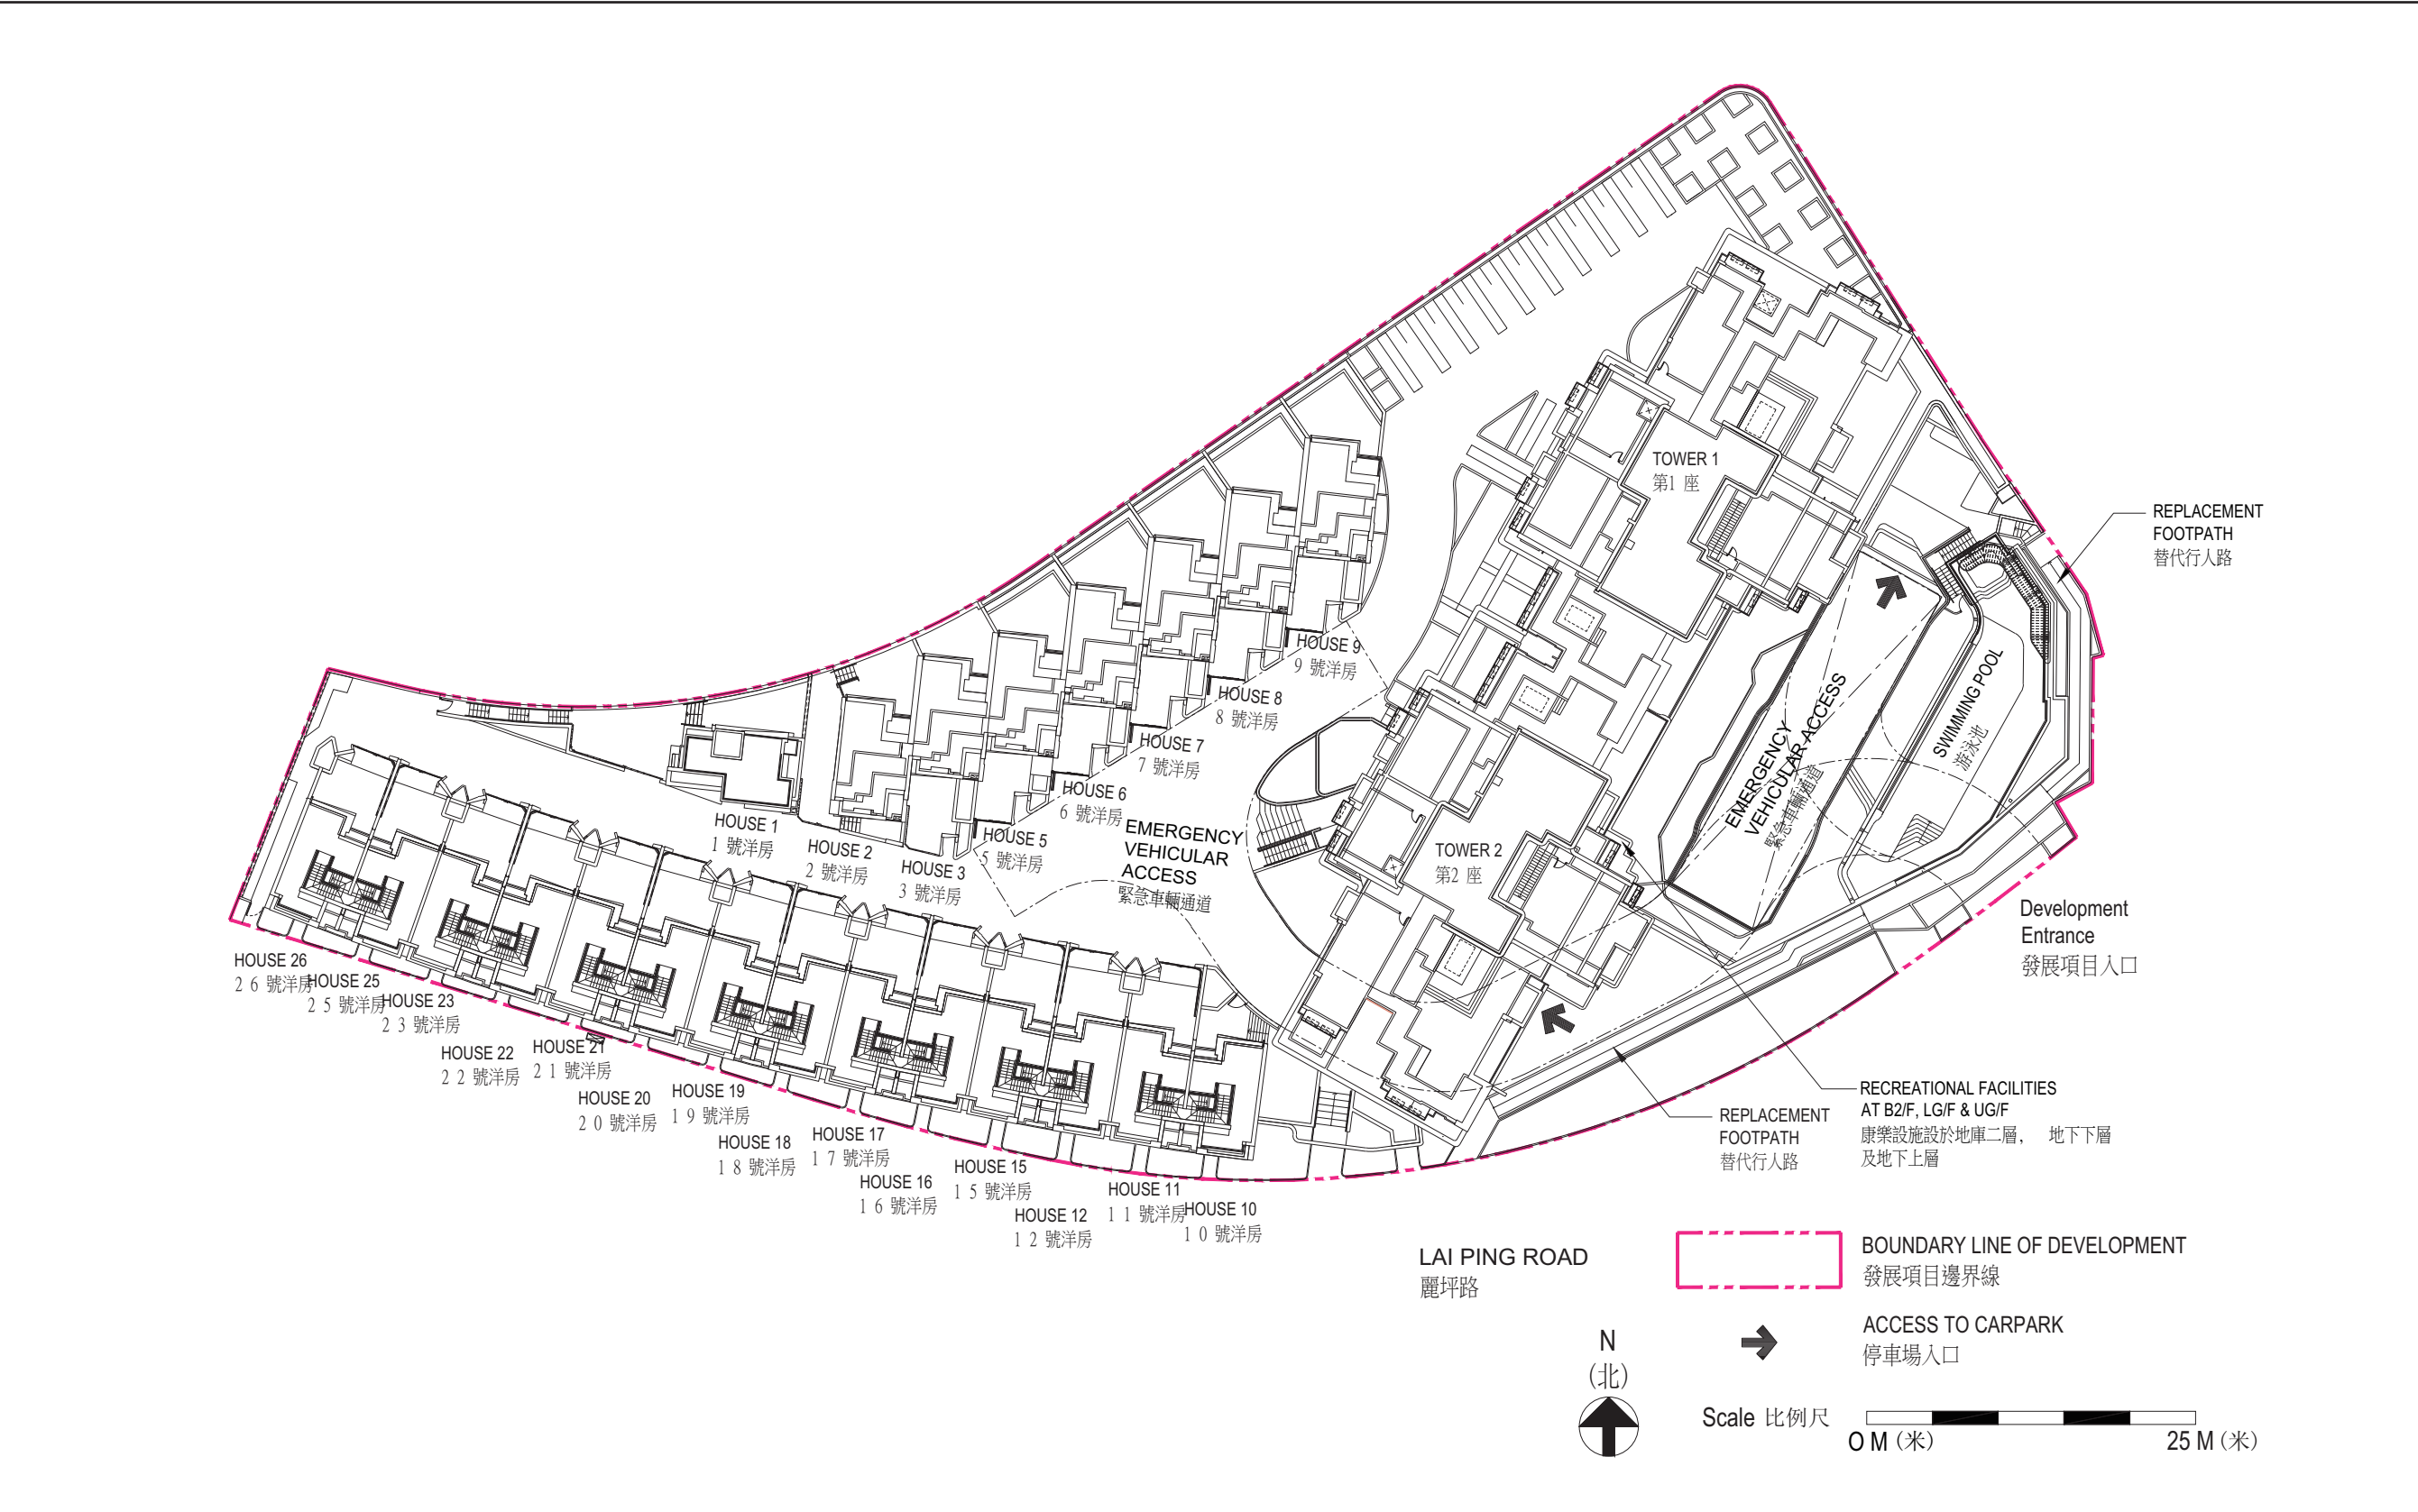 TOWER 1
第1 座
REPLACEMENT
FOOTPATH
替代行人路
HOUSE 9
9 號洋房
HOUSE 8
8 號洋房
HOUSE 7
7 號洋房
HOUSE 6
6 號洋房
HOUSE 5
5 號洋房
HOUSE 3
3 號洋房
HOUSE 2
2 號洋房
HOUSE 1
1 號洋房
EMERGENCY
VEHICULAR
ACCESS
緊急車輛通道
TOWER 2
第2 座
EMERGENCY
VEHICULAR ACCESS
緊急車輛通道
SWIMMING POOL
游泳池
Development
Entrance
發展項目入口
HOUSE 26
2 6 號洋房
HOUSE 25
2 5 號洋房
HOUSE 23
2 3 號洋房
HOUSE 22
2 2 號洋房
HOUSE 21
2 1 號洋房
HOUSE 20
2 0 號洋房
HOUSE 19
1 9 號洋房
HOUSE 18
1 8 號洋房
HOUSE 17
1 7 號洋房
HOUSE 16
1 6 號洋房
HOUSE 15
1 5 號洋房
HOUSE 12
1 2 號洋房
HOUSE 11
1 1 號洋房
HOUSE 10
1 0 號洋房
REPLACEMENT
FOOTPATH
替代行人路
RECREATIONAL FACILITIES
AT B2/F, LG/F & UG/F
康樂設施設於地庫二層， 地下下層
及地下上層
LAI PING ROAD
麗坪路
BOUNDARY LINE OF DEVELOPMENT
發展項目邊界線
ACCESS TO CARPARK
停車場入口
N
(北)
Scale 比例尺
O M (米)
25 M (米)